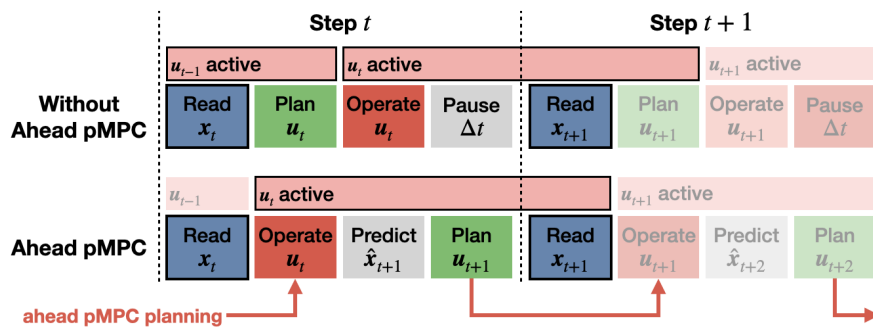 Step t Step t + 1
u_{t−1} active u_t active u_{t+1} active
Without
Ahead pMPC
Read Plan Operate Pause Read Plan Operate Pause
x_t u_t u_t Δt x_{t+1} u_{t+1} u_{t+1} Δt
u_{t−1} u_t active u_{t+1} active
Ahead pMPC
Read Operate Predict Plan Read Operate Predict Plan
x_t u_t x̂_{t+1} u_{t+1} x_{t+1} u_{t+1} x̂_{t+2} u_{t+2}
ahead pMPC planning